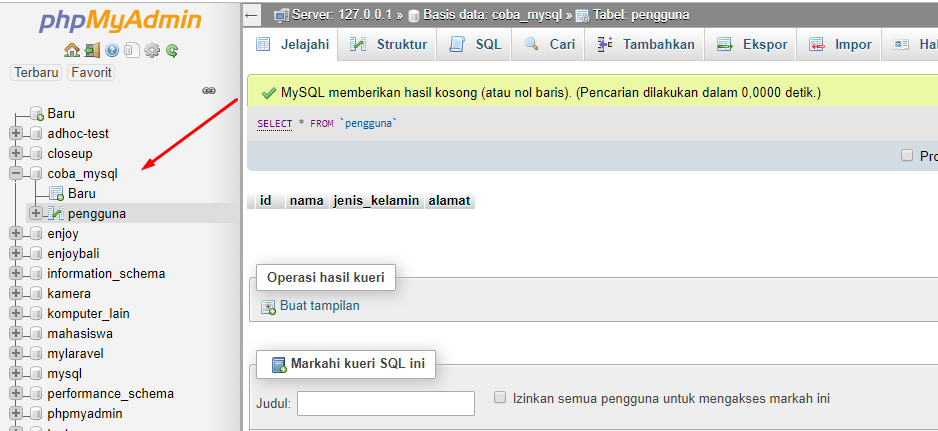 phpMyAdmin
Terbaru Favorit
Baru
adhoc-test
closeup
coba_mysql
Baru
pengguna
enjoy
enjoybali
information_schema
kamera
komputer_lain
mahasiswa
mylaravel
mysql
performance_schema
phpmyadmin
Server: 127.0.0.1 » Basis data: coba_mysql » Tabel: pengguna
Jelajahi Struktur SQL Cari Tambahkan Ekspor Impor
MySQL memberikan hasil kosong (atau nol baris). (Pencarian dilakukan dalam 0,0000 detik.)
SELECT * FROM `pengguna`
id nama jenis_kelamin alamat
Operasi hasil kueri
Buat tampilan
Markahi kueri SQL ini
Judul: Izinkan semua pengguna untuk mengakses markah ini